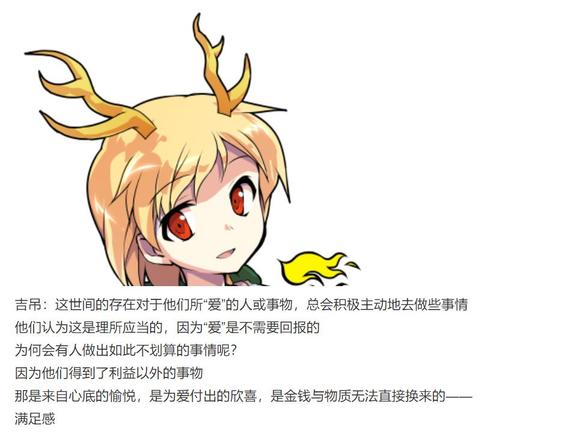 吉吊：这世间的存在对于他们所“爱”的人或事物，总会积极主动地去做些事情
他们认为这是理所应当的，因为“爱”是不需要回报的
为何会有人做出如此不划算的事情呢？
因为他们得到了利益以外的事物
那是来自心底的愉悦，是为爱付出的欣喜，是金钱与物质无法直接换来的——
满足感